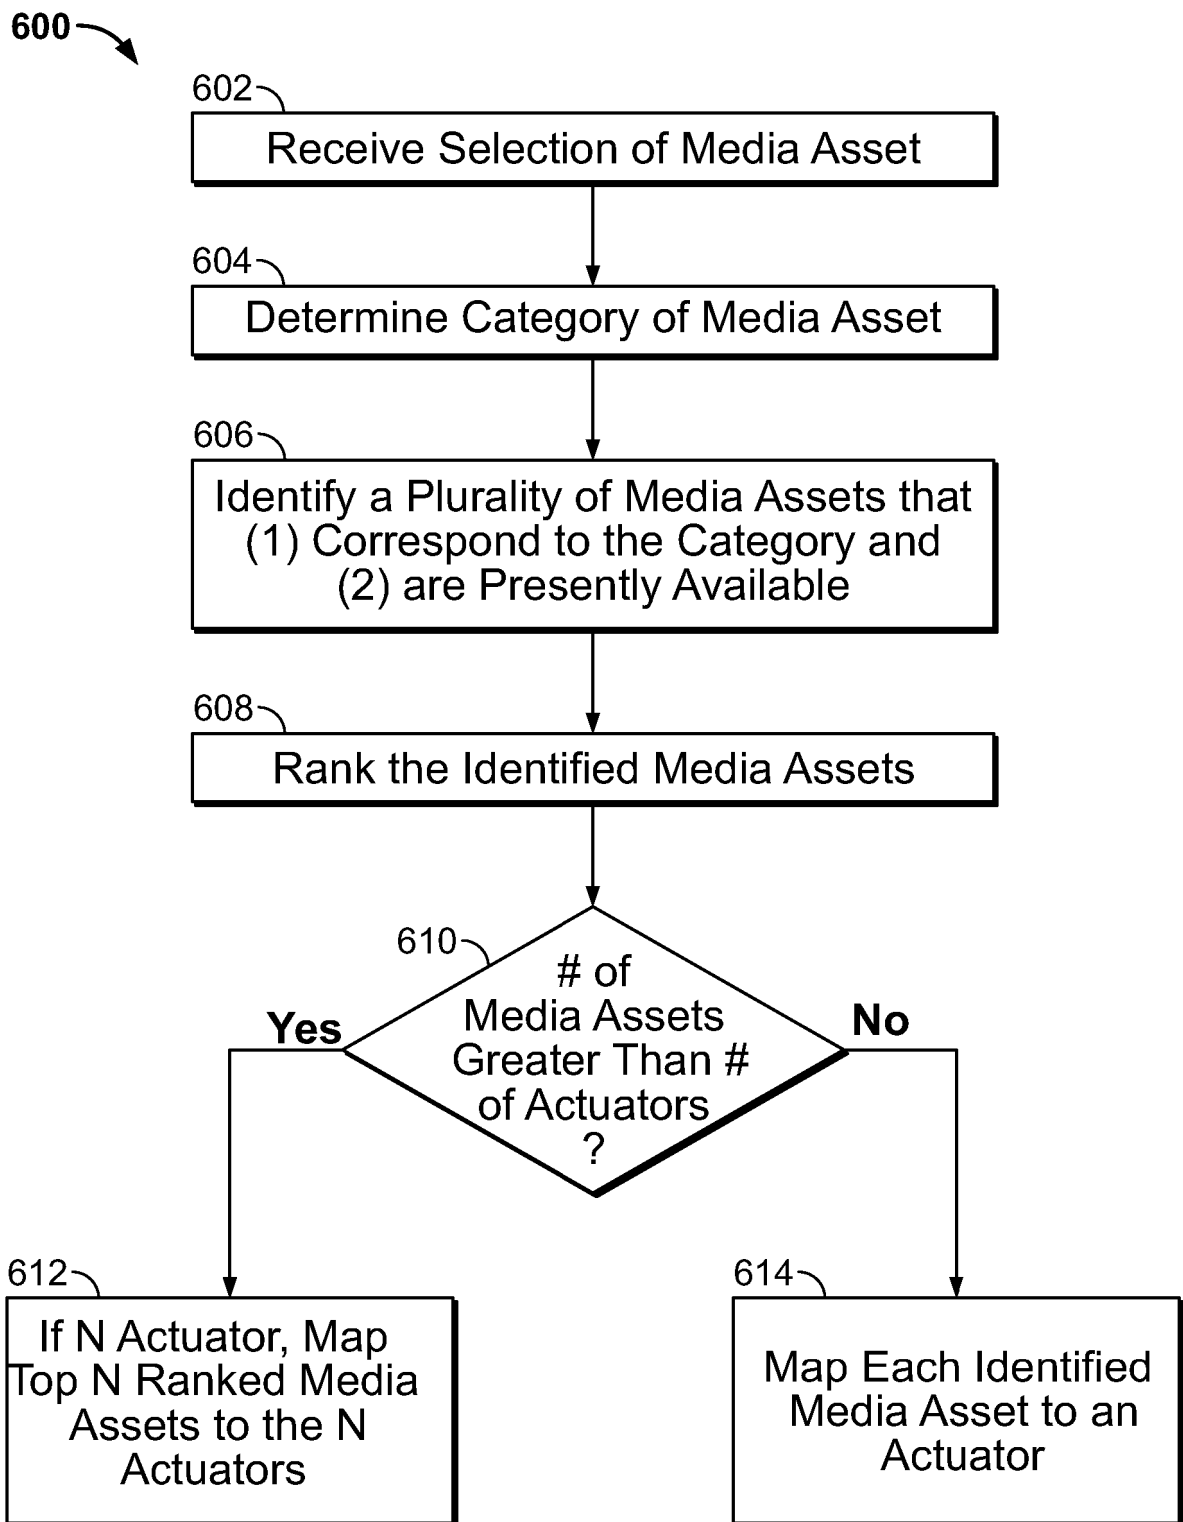 600
602
Receive Selection of Media Asset
604
Determine Category of Media Asset
606
Identify a Plurality of Media Assets that
(1) Correspond to the Category and
(2) are Presently Available
608
Rank the Identified Media Assets
610
# of
Media Assets
Greater Than #
of Actuators
?
Yes
No
612
If N Actuator, Map
Top N Ranked Media
Assets to the N
Actuators
614
Map Each Identified
Media Asset to an
Actuator